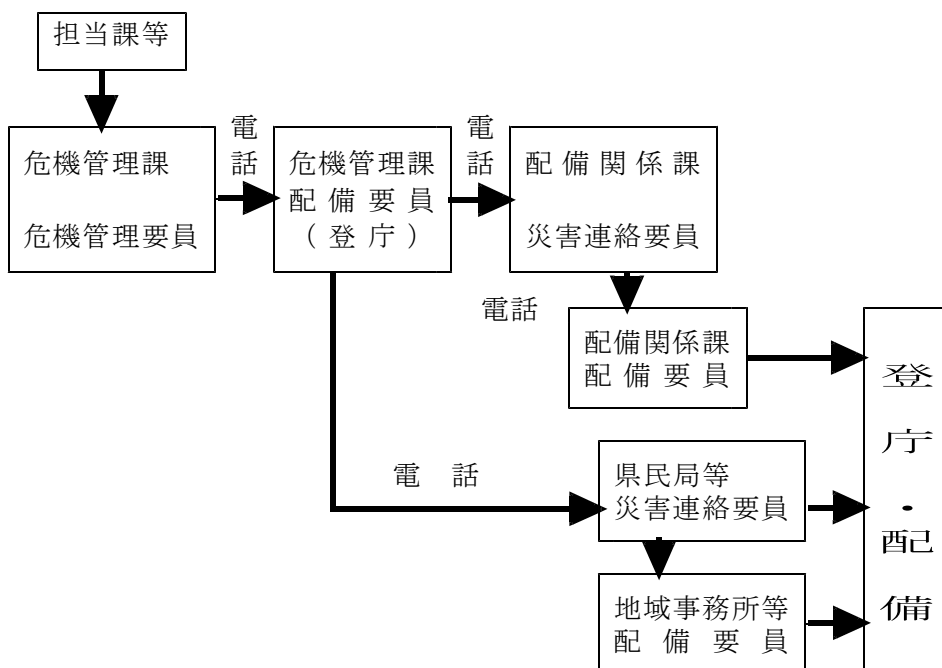 担当課等
危機管理課
危機管理要員
電話
危機管理課
配備要員
(登庁)
電話
配備関係課
災害連絡要員
電話
配備関係課
配備要員
電　話
県民局等
災害連絡要員
地域事務所等
配備要員
登庁・配備